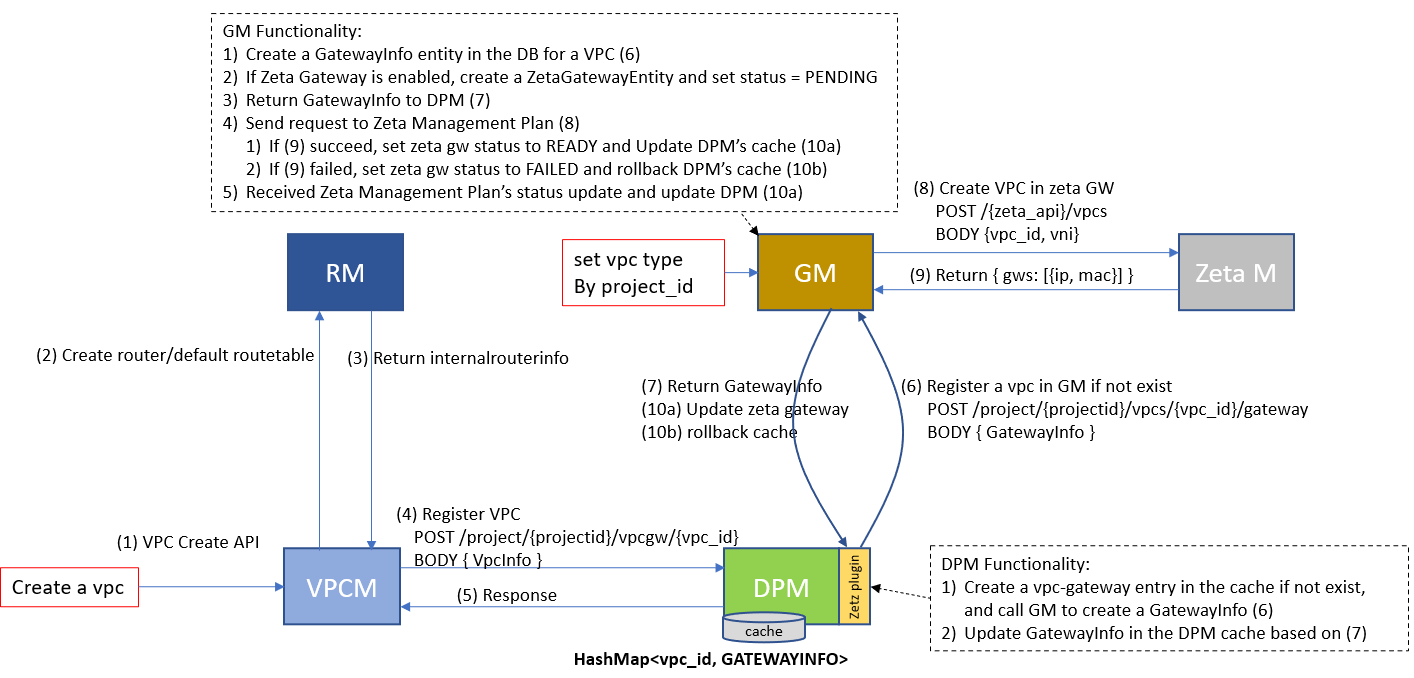 GM Functionality:
1) Create a GatewayInfo entity in the DB for a VPC (6)
2) If Zeta Gateway is enabled, create a ZetaGatewayEntity and set status = PENDING
3) Return GatewayInfo to DPM (7)
4) Send request to Zeta Management Plan (8)
1) If (9) succeed, set zeta gw status to READY and Update DPM's cache (10a)
2) If (9) failed, set zeta gw status to FAILED and rollback DPM's cache (10b)
5) Received Zeta Management Plan's status update and update DPM (10a)
(8) Create VPC in zeta GW
POST /{zeta_api}/vpcs
BODY {vpc_id, vni}
RM
set vpc type
By project_id
GM
(9) Return { gws: [{ip, mac}] }
Zeta M
(2) Create router/default routetable
(3) Return internalrouterinfo
(7) Return GatewayInfo
(10a) Update zeta gateway
(10b) rollback cache
(6) Register a vpc in GM if not exist
POST /project/{projectid}/vpcs/{vpc_id}/gateway
BODY { GatewayInfo }
(1) VPC Create API
(4) Register VPC
POST /project/{projectid}/vpcgw/{vpc_id}
BODY { VpcInfo }
Create a vpc
VPCM
(5) Response
DPM
Zetz plugin
cache
HashMap<vpc_id, GATEWAYINFO>
DPM Functionality:
1) Create a vpc-gateway entry in the cache if not exist,
and call GM to create a GatewayInfo (6)
2) Update GatewayInfo in the DPM cache based on (7)